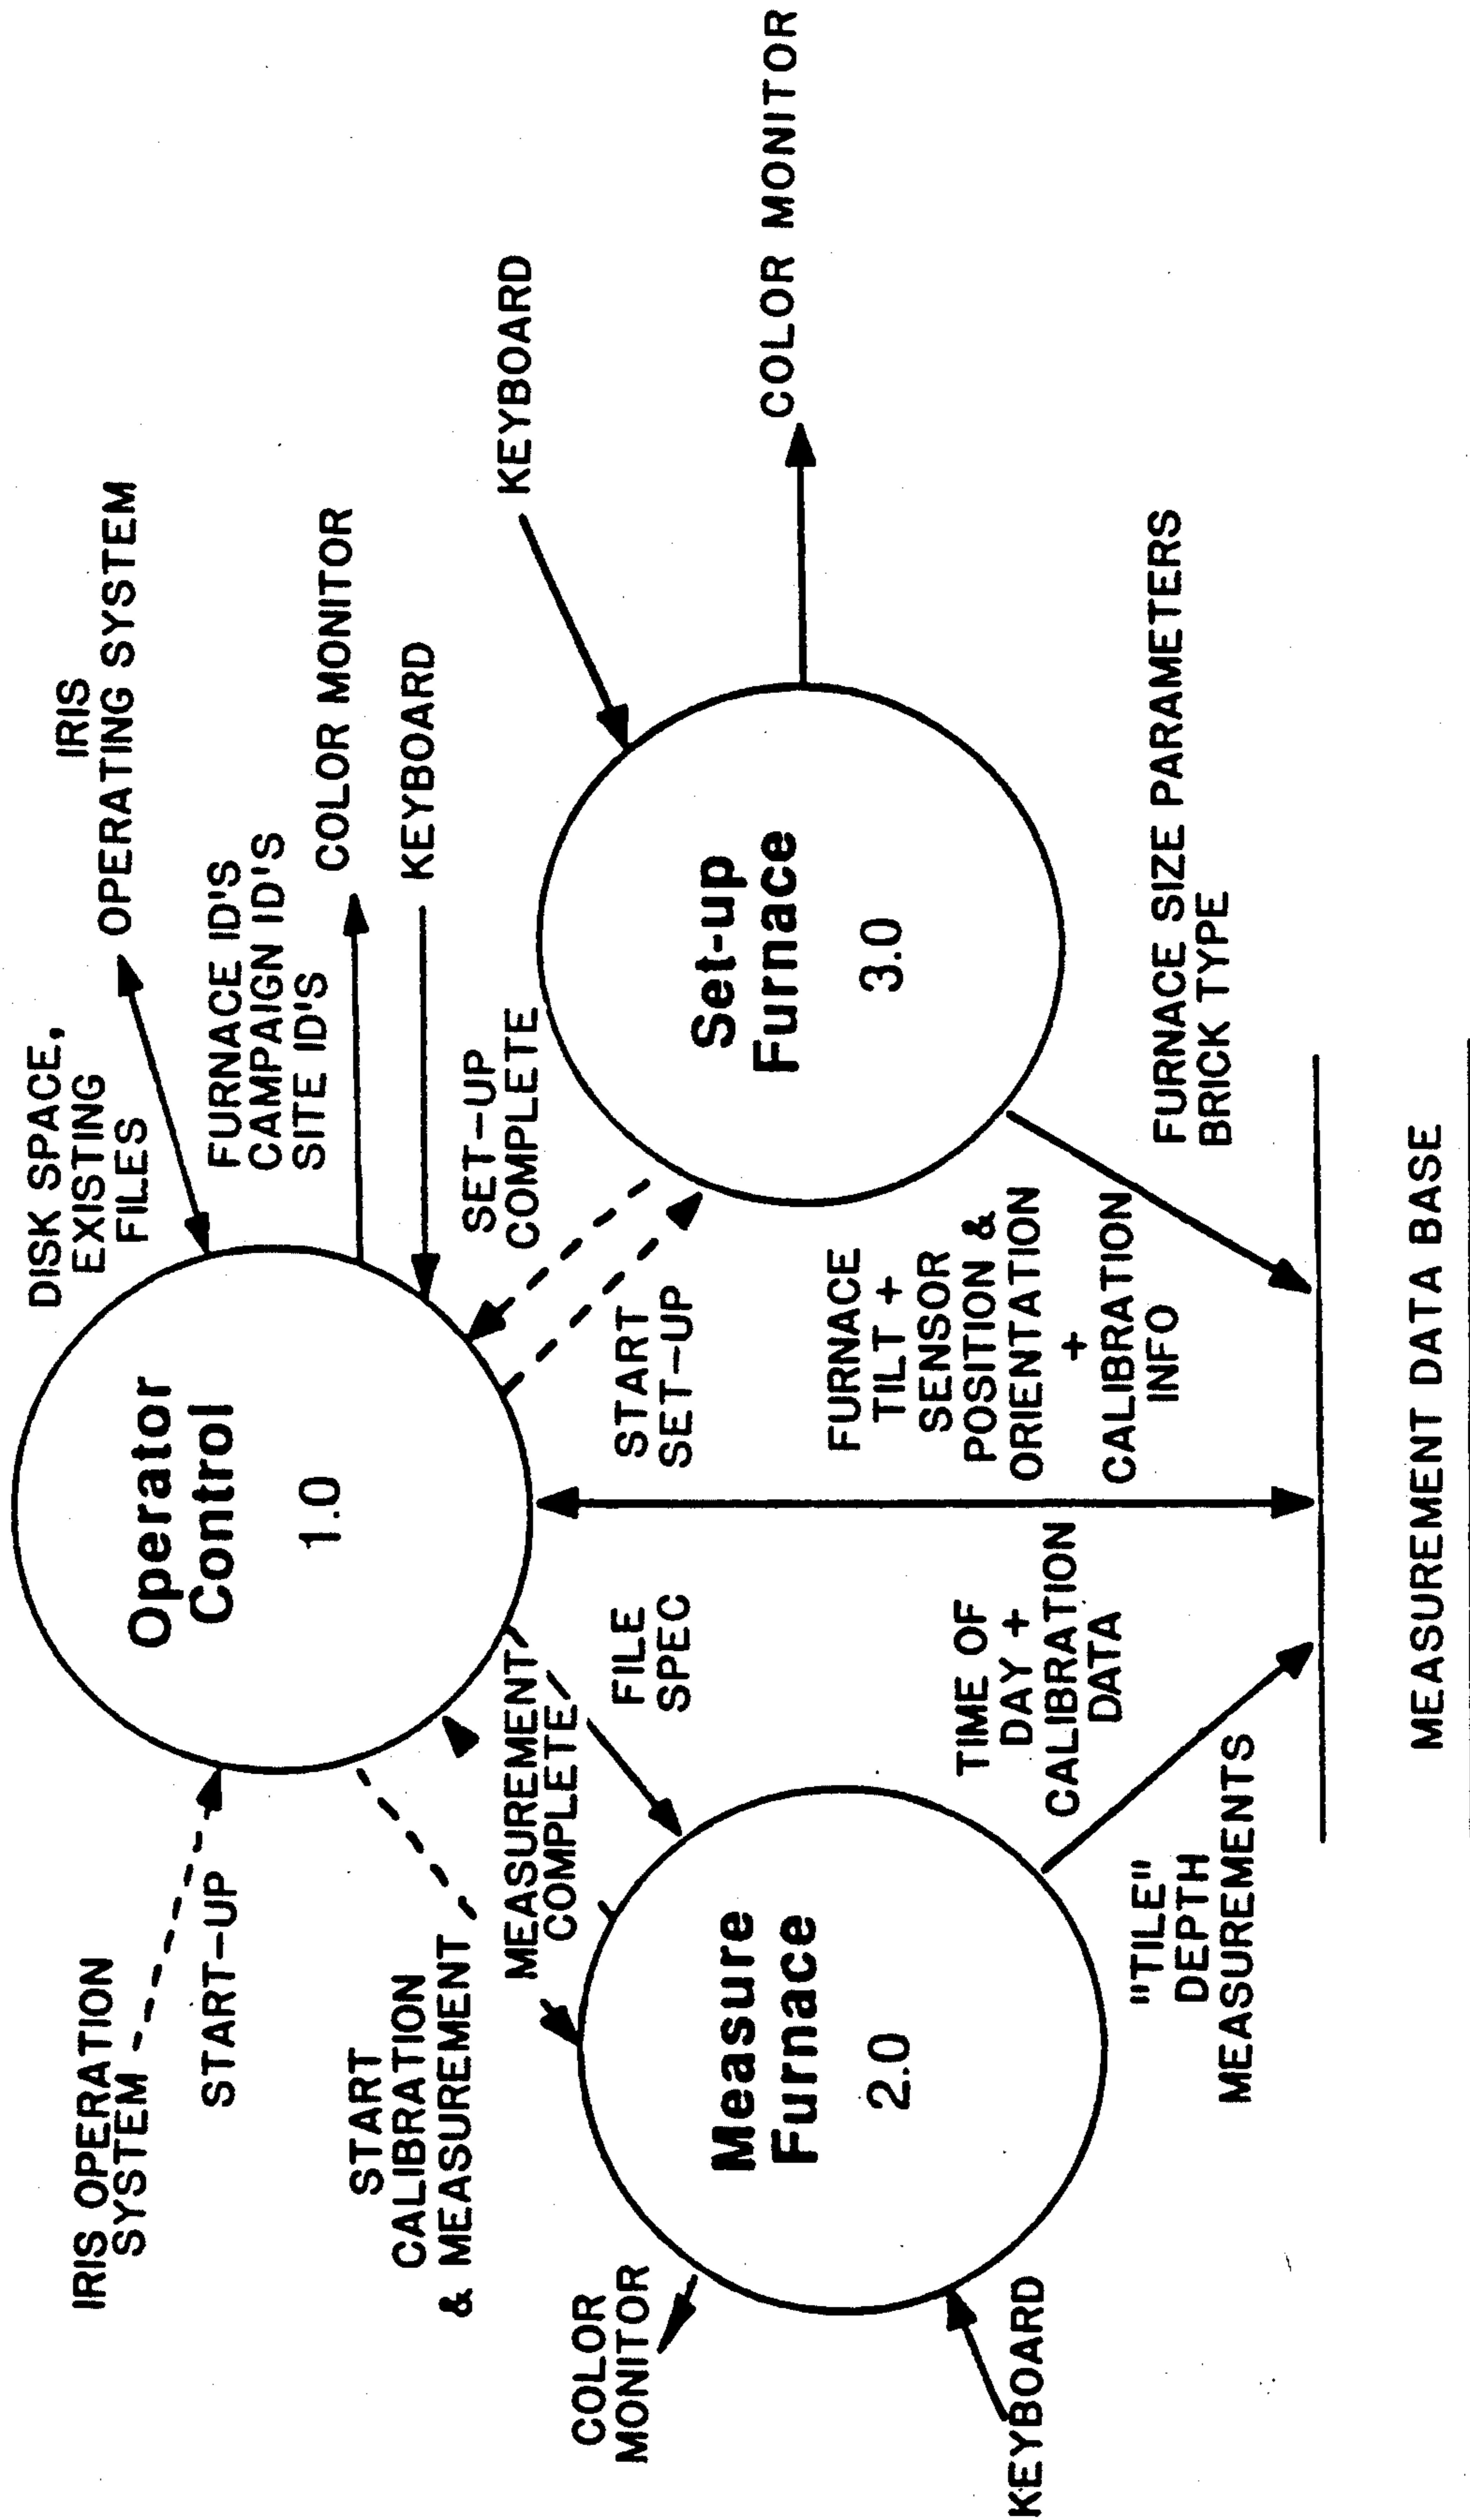 IRIS OPERATION
SYSTEM
START-UP
Operator
Control
1.0
DISK SPACE,
EXISTING
FILES
IRIS
OPERATING SYSTEM
FURNACE ID'S
CAMPAIGN ID'S
SITE ID'S
COLOR MONITOR
KEYBOARD
START
CALIBRATION
& MEASUREMENT
MEASUREMENT
COMPLETE
FILE
SPEC
START
SET-UP
SET-UP
COMPLETE
KEYBOARD
COLOR
MONITOR
Measure
Furnace
2.0
KEYBOARD
Set-up
Furnace
3.0
COLOR MONITOR
TIME OF
DAY +
CALIBRATION
DATA
FURNACE
TILT +
SENSOR
POSITION &
ORIENTATION
+
CALIBRATION
INFO
"TILE"
DEPTH
MEASUREMENTS
FURNACE SIZE PARAMETERS
BRICK TYPE
MEASUREMENT DATA BASE